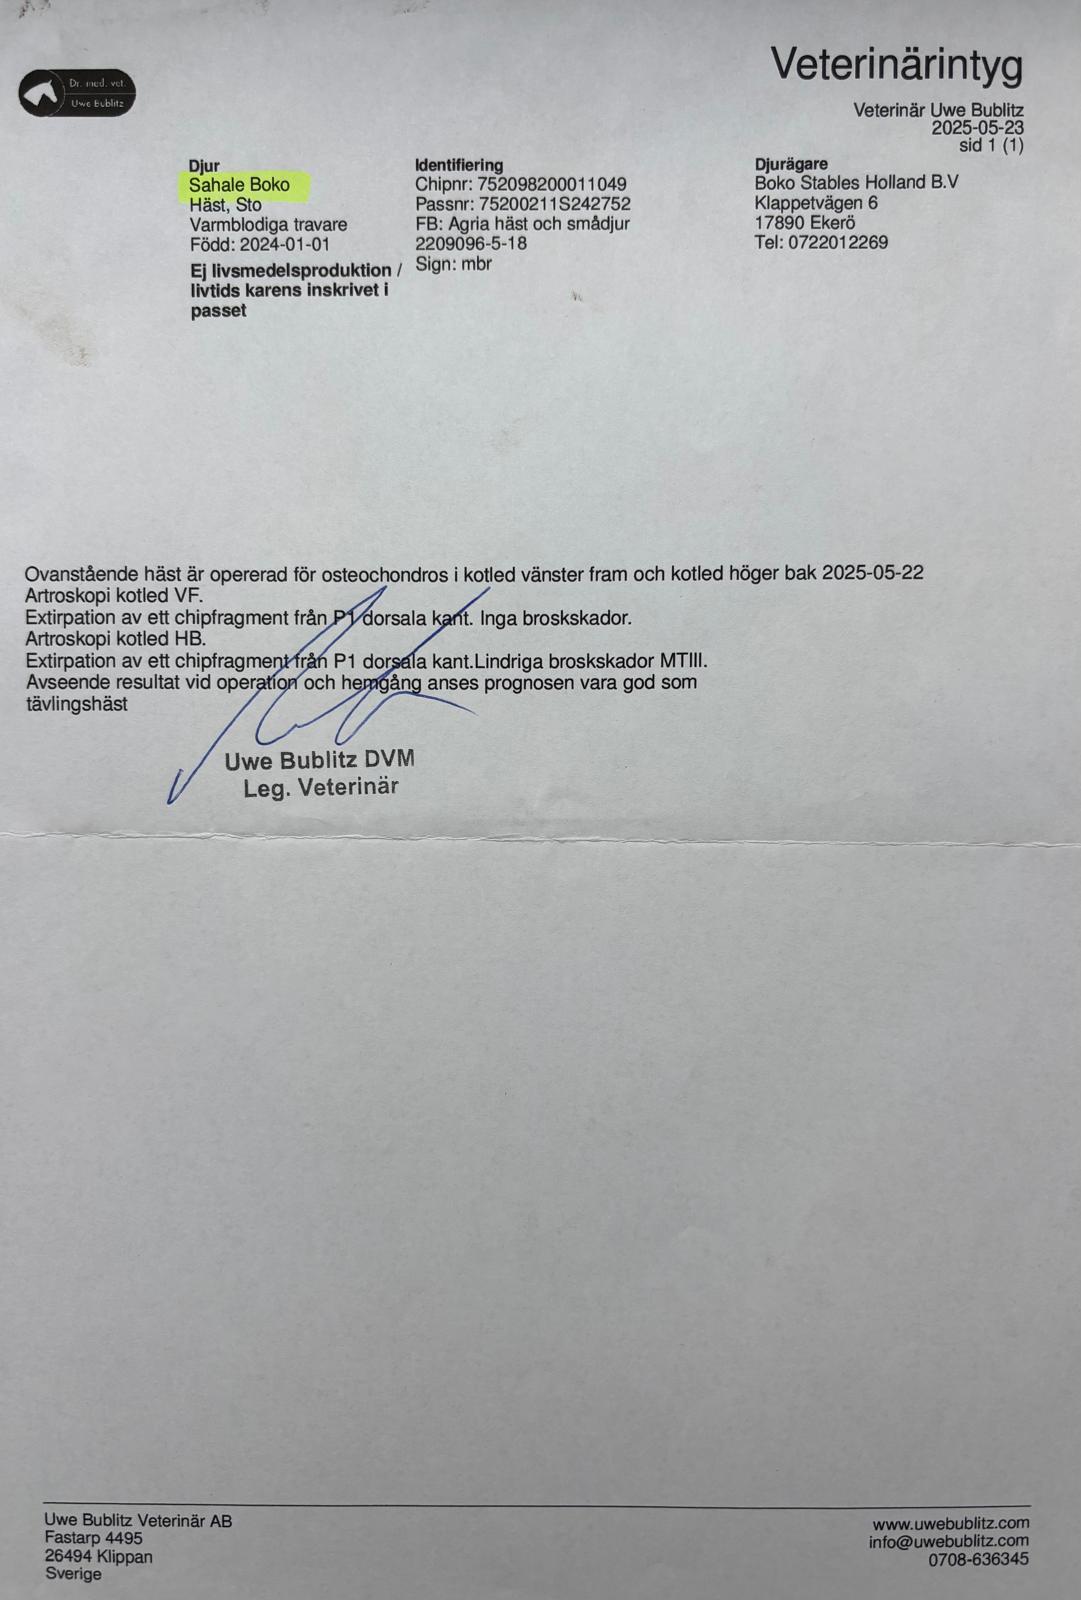 Dr. med. vet.
Uwe Bublitz
Veterinärintyg
Veterinär Uwe Bublitz
2025-05-23
sid 1 (1)
Djur
Sahale Boko
Häst, Sto
Varmblodiga travare
Född: 2024-01-01
Ej livsmedelsproduktion /
livtids karens inskrivet i
passet
Identifiering
Chipnr: 752098200011049
Passnr: 75200211S242752
FB: Agria häst och smådjur
2209096-5-18
Sign: mbr
Djurägare
Boko Stables Holland B.V
Klappetvägen 6
17890 Ekerö
Tel: 0722012269
Ovanstående häst är opererad för osteochondros i kotled vänster fram och kotled höger bak 2025-05-22
Artroskopi kotled VF.
Extirpation av ett chipfragment från P1 dorsala kant. Inga broskskador.
Artroskopi kotled HB.
Extirpation av ett chipfragment från P1 dorsala kant.Lindriga broskskador MTIII.
Avseende resultat vid operation och hemgång anses prognosen vara god som
tävlingshäst
Uwe Bublitz DVM
Leg. Veterinär
Uwe Bublitz Veterinär AB
Fastarp 4495
26494 Klippan
Sverige
www.uwebublitz.com
info@uwebublitz.com
0708-636345